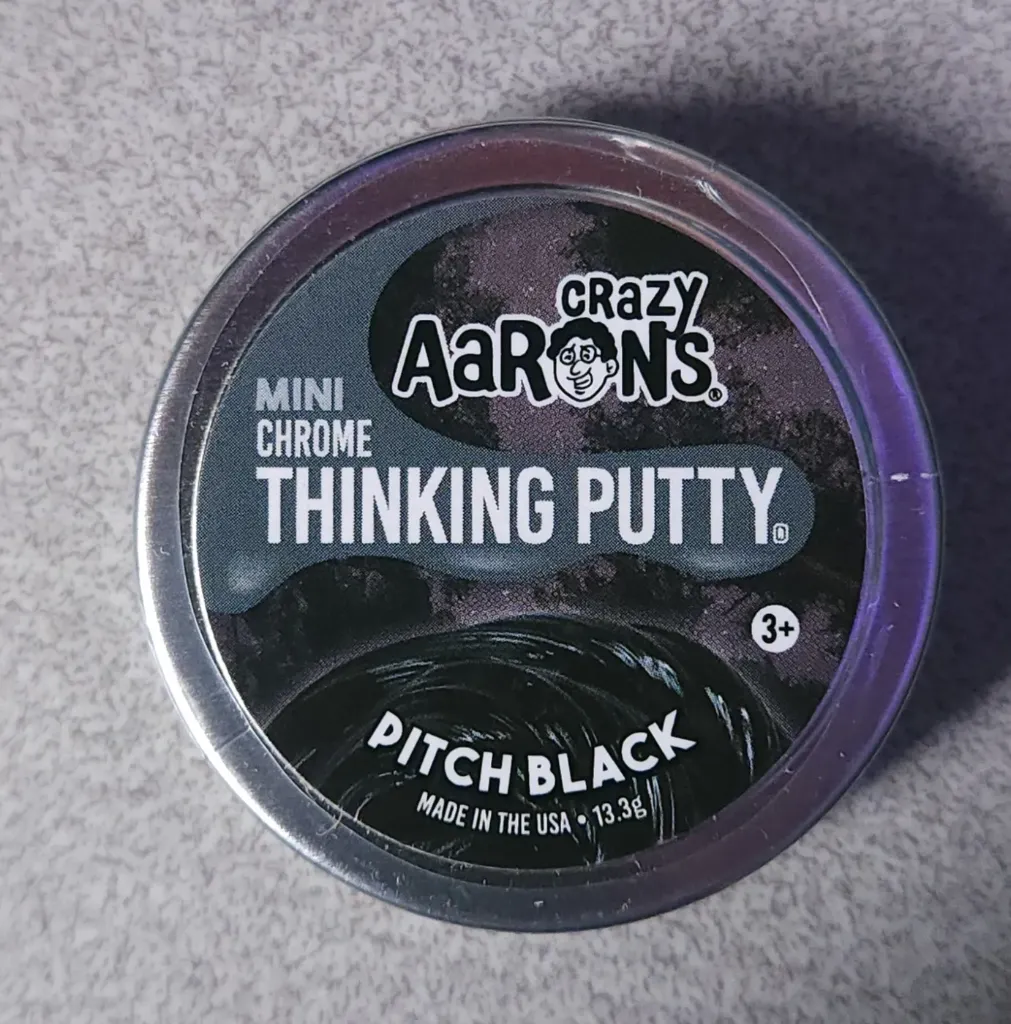 CRaZY
AaRONS®
MINI
CHROME
THINKING PUTTY®
3+
PITCH BLACK
MADE IN THE USA • 13.3g